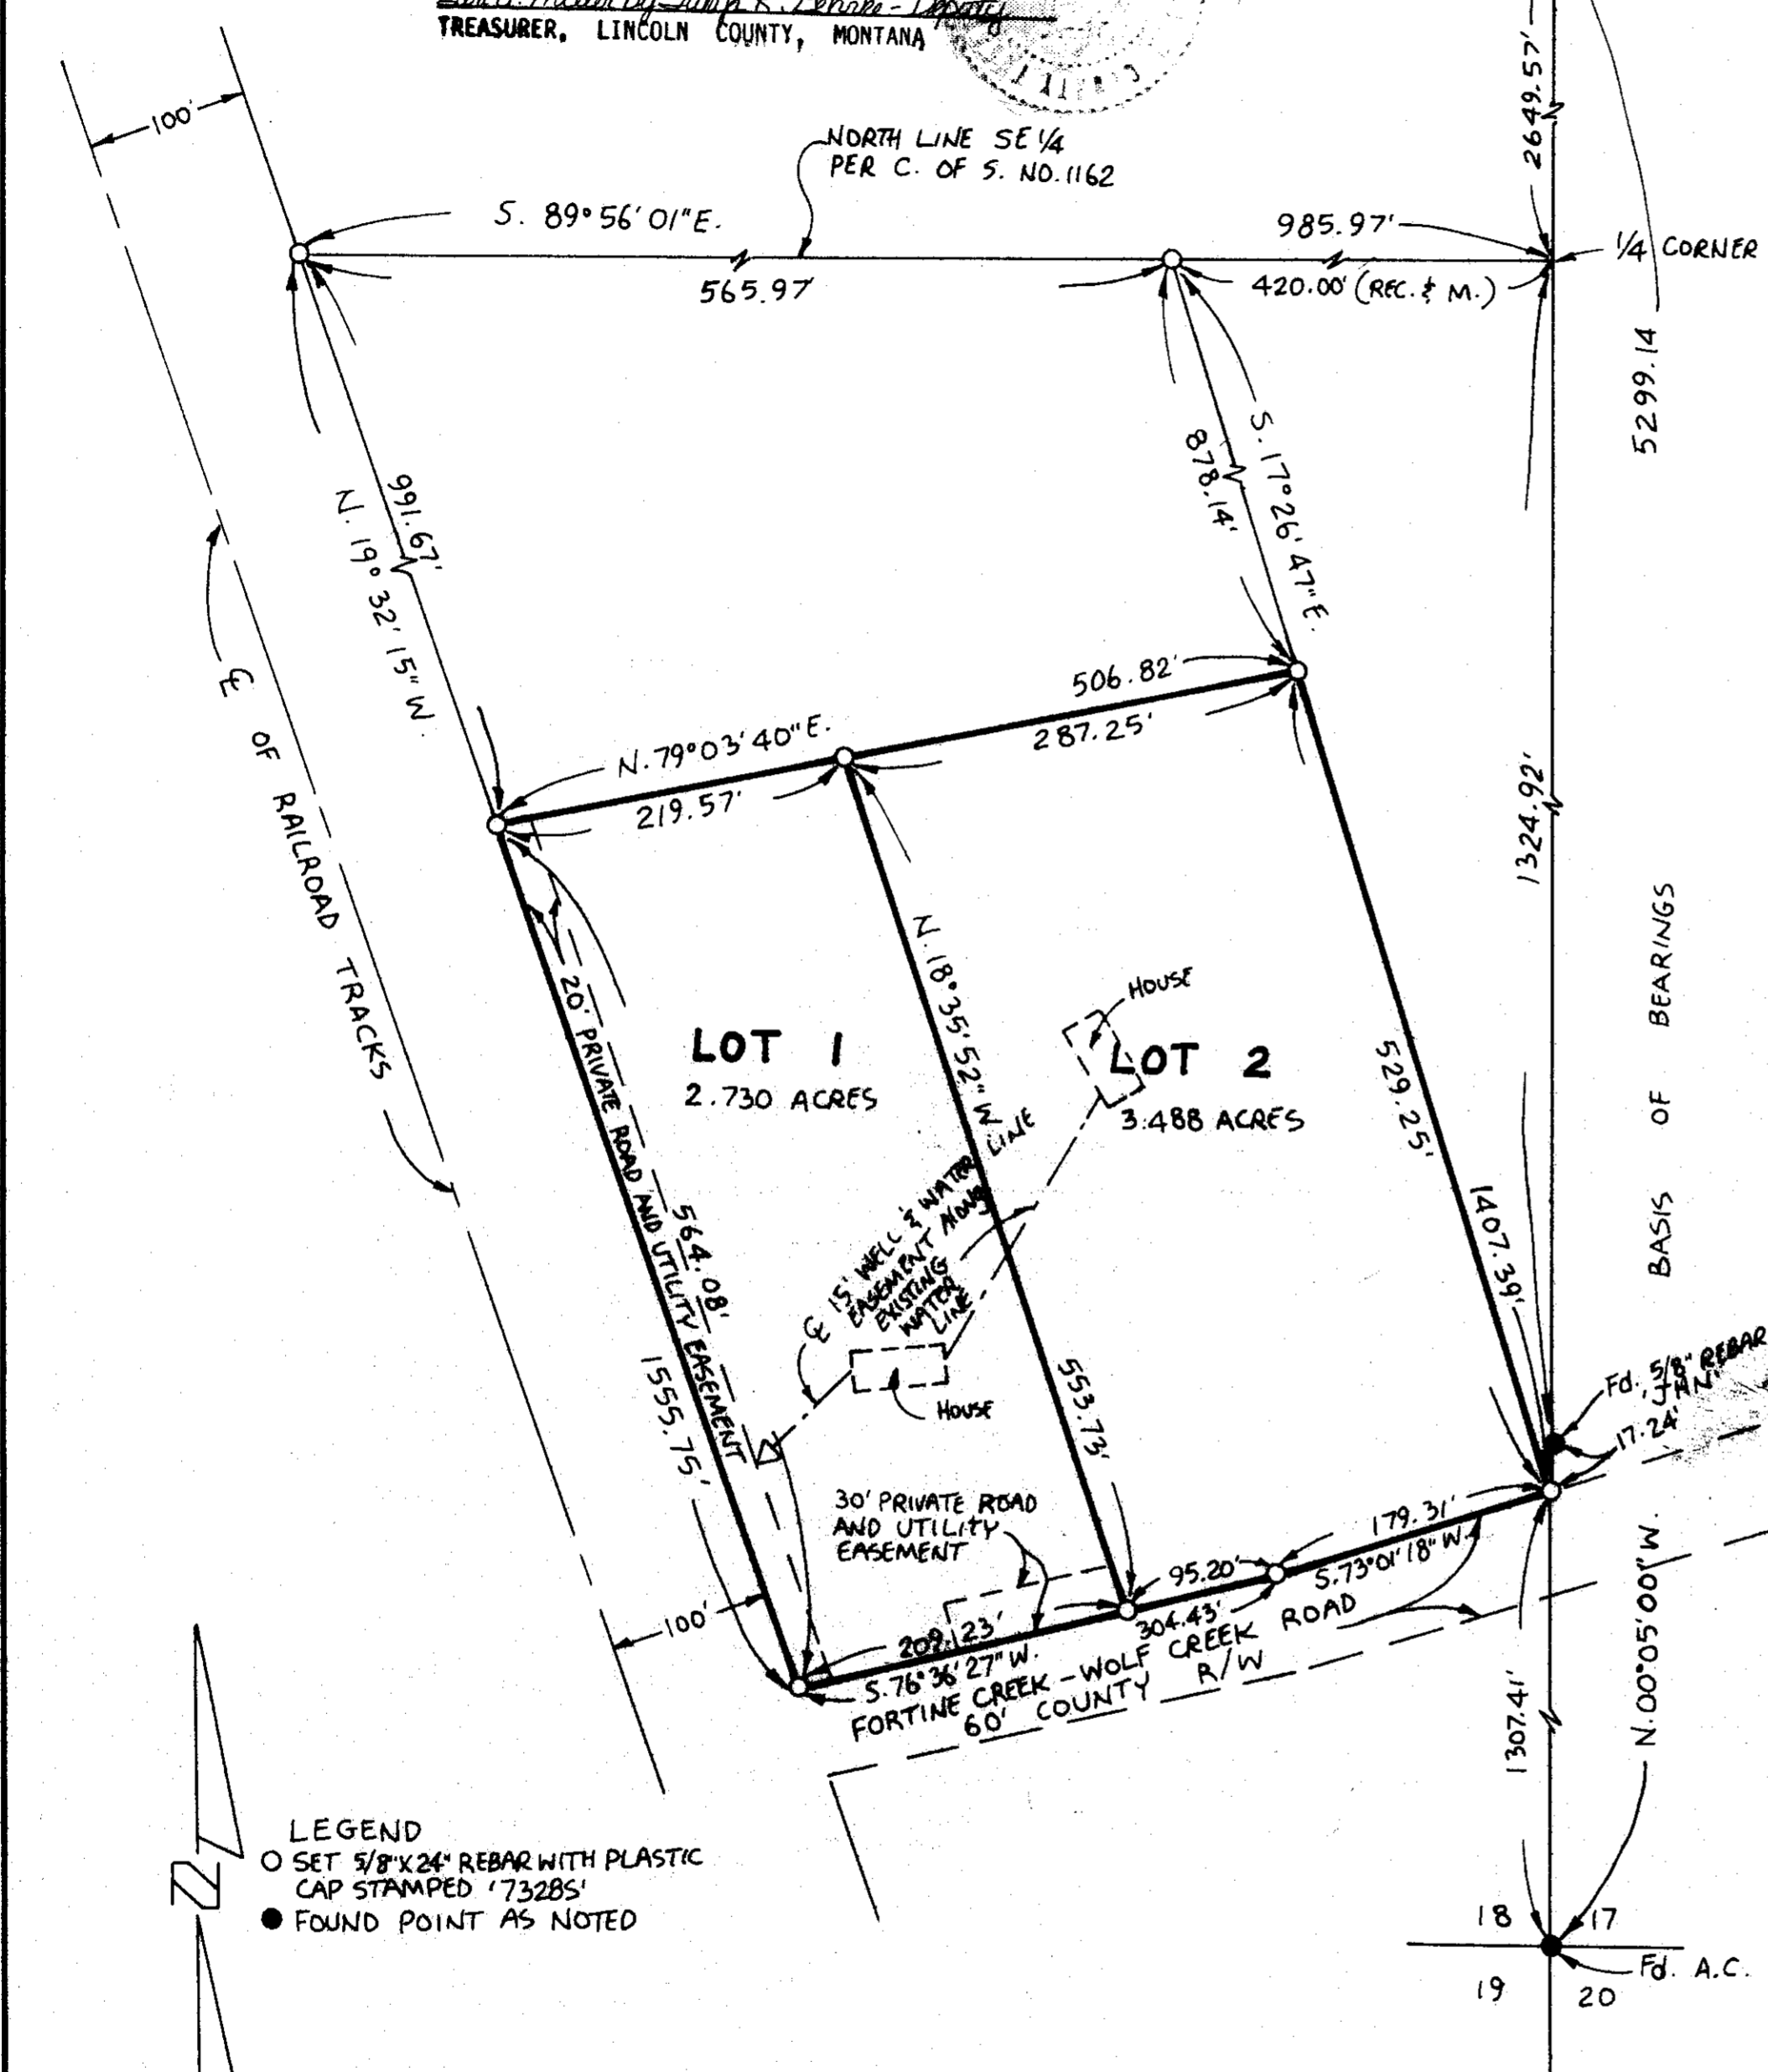 TREASURER, LINCOLN COUNTY, MONTANA
100'
2649.57'
NORTH LINE SE 1/4
PER C. OF S. NO. 1162
S. 89°56'01"E.
985.97'
1/4 CORNER
565.97'
420.00' (REC. & M.)
5299.14
991.67'
N. 19°32'15" W.
878.14'
S. 17°26'47" E.
506.82'
N. 79°03'40"E.
287.25'
219.57'
1324.92'
℄ OF RAILROAD TRACKS
BASIS OF BEARINGS
N. 18°35'52" W.
HOUSE
20' PRIVATE ROAD AND UTILITY EASEMENT
LOT 1
2.730 ACRES
LOT 2
3.488 ACRES
529.25'
564.08'
1407.39'
℄ 15' WELL & WATER LINE
EASEMENT ALONG
EXISTING
WATER
LINE
HOUSE
1555.75'
553.73'
Fd. 5/8" REBAR
17.24'
30' PRIVATE ROAD
AND UTILITY
EASEMENT
179.31'
95.20'
S. 73°01'18" W.
100'
209.23'
304.43'
S. 76°36'27" W.
FORTINE CREEK - WOLF CREEK ROAD
60' COUNTY R/W
1307.41'
N. 00°05'00" W.
LEGEND
○ SET 5/8"X24" REBAR WITH PLASTIC
CAP STAMPED '7328S'
● FOUND POINT AS NOTED
N
18 17
19 20
Fd. A.C.